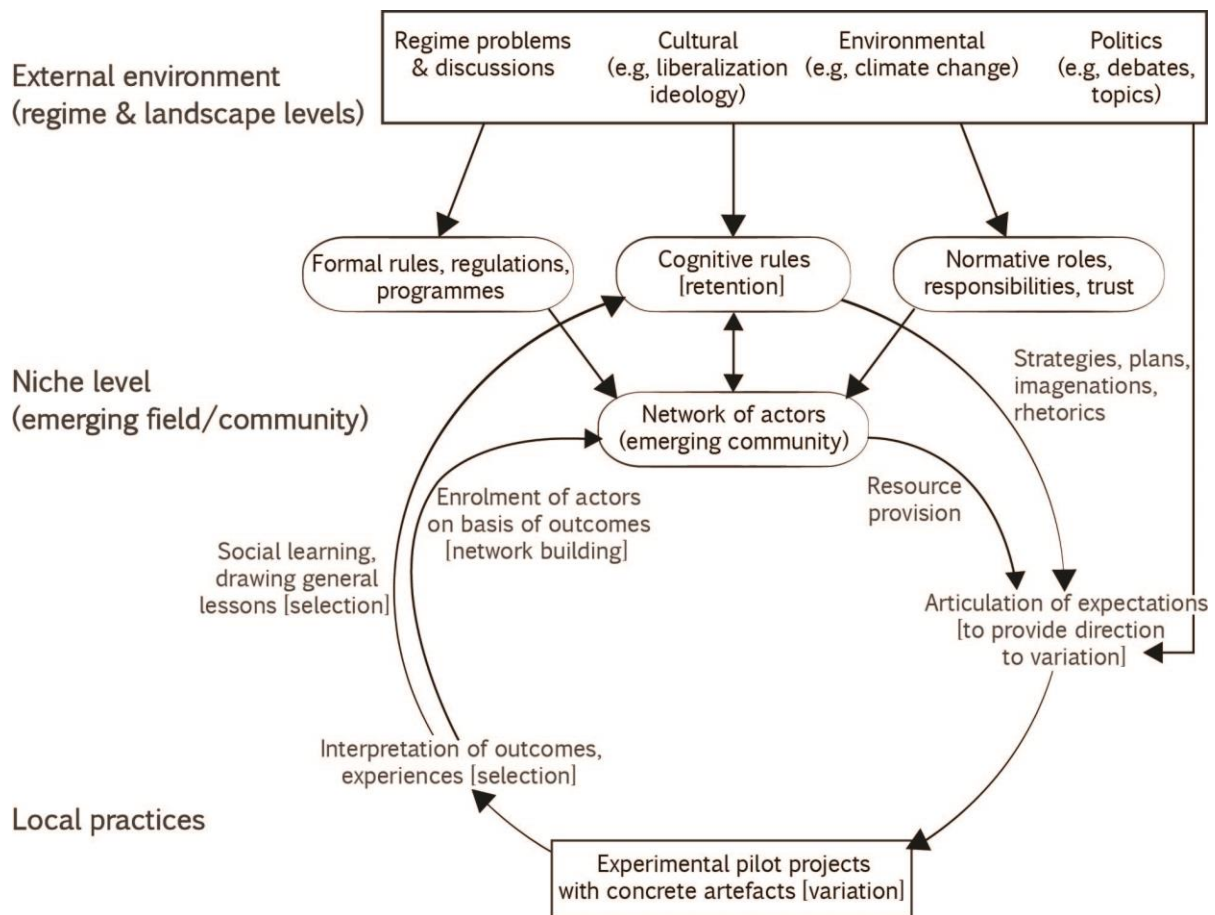 External environment
(regime & landscape levels)
Regime problems
& discussions
Cultural
(e.g, liberalization
ideology)
Environmental
(e.g, climate change)
Politics
(e.g, debates,
topics)
Formal rules, regulations,
programmes
Cognitive rules
[retention]
Normative roles,
responsibilities, trust
Niche level
(emerging field/community)
Strategies, plans,
imagenations,
rhetorics
Network of actors
(emerging community)
Resource
provision
Enrolment of actors
on basis of outcomes
[network building]
Social learning,
drawing general
lessons [selection]
Articulation of expectations
[to provide direction
to variation]
Interpretation of outcomes,
experiences [selection]
Local practices
Experimental pilot projects
with concrete artefacts [variation]